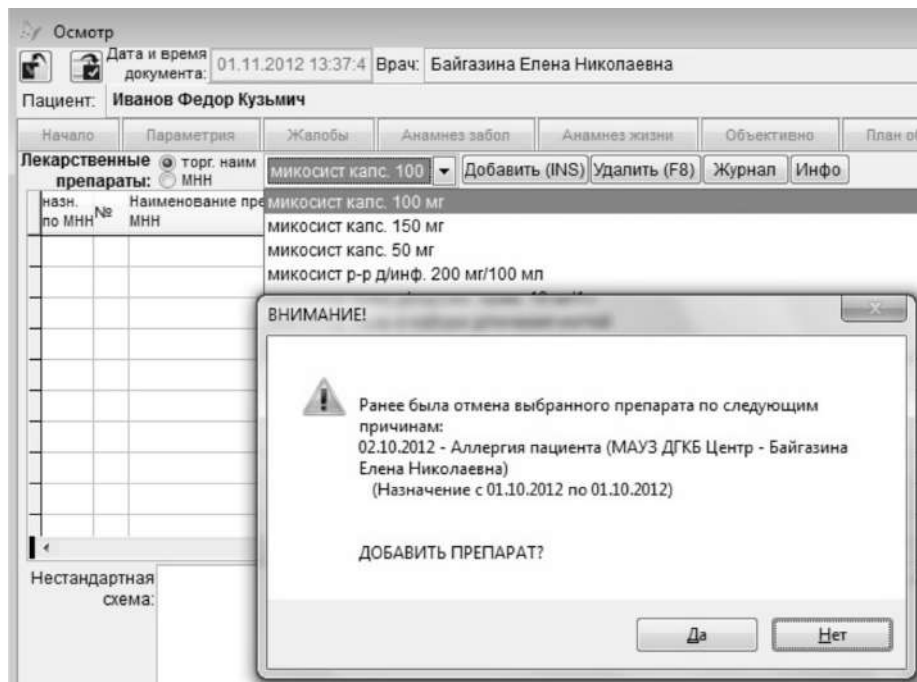 Осмотр
Дата и время документа: 01.11.2012 13:37:4 Врач: Байгазина Елена Николаевна
Пациент: Иванов Федор Кузьмич
Начало Параметрия Жалобы Анамнез забол Анамнез жизни Объективно План об
Лекарственные препараты: торг. наим МНН микосист капс. 100 Добавить (INS) Удалить (F8) Журнал Инфо
назн. по МНН № Наименование пре МНН
микосист капс. 100 мг
микосист капс. 150 мг
микосист капс. 50 мг
микосист р-р д/инф. 200 мг/100 мл
ВНИМАНИЕ!
Ранее была отмена выбранного препарата по следующим
причинам:
02.10.2012 - Аллергия пациента (МАУЗ ДГКБ Центр - Байгазина
Елена Николаевна)
(Назначение с 01.10.2012 по 01.10.2012)
ДОБАВИТЬ ПРЕПАРАТ?
Да Нет
Нестандартная
схема: